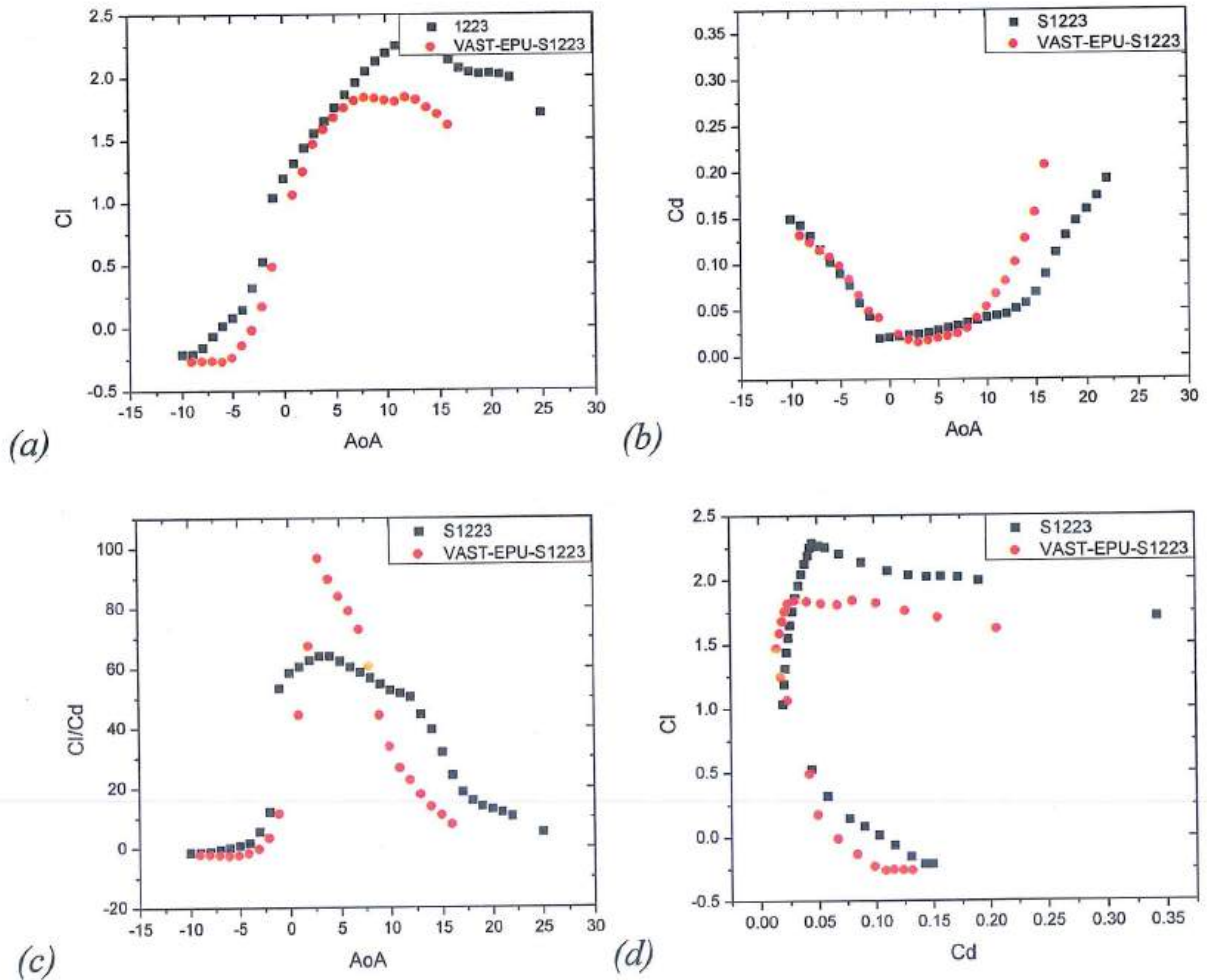 2.5
2.0
1.5
1.0
0.5
0.0
-0.5
Cl
1223
VAST-EPU-S1223
-15 -10 -5 0 5 10 15 20 25 30
AoA
(a)
0.35
0.30
0.25
0.20
0.15
0.10
0.05
0.00
Cd
S1223
VAST-EPU-S1223
-15 -10 -5 0 5 10 15 20 25 30
AoA
(b)
100
80
60
40
20
0
-20
Cl/Cd
S1223
VAST-EPU-S1223
-15 -10 -5 0 5 10 15 20 25 30
AoA
(c)
2.5
2.0
1.5
1.0
0.5
0.0
-0.5
Cl
S1223
VAST-EPU-S1223
0.00 0.05 0.10 0.15 0.20 0.25 0.30 0.35
Cd
(d)